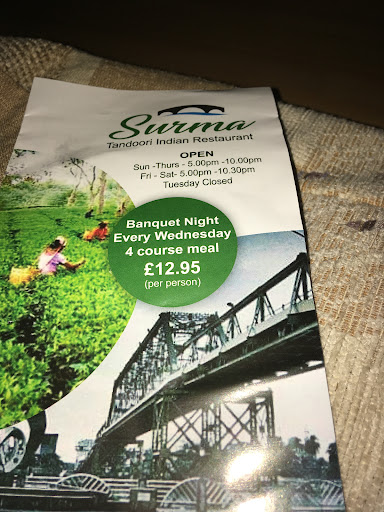 Surma
Tandoori Indian Restaurant
OPEN
Sun -Thurs - 5.00pm -10.00pm
Fri - Sat- 5.00pm -10.30pm
Tuesday Closed
Banquet Night
Every Wednesday
4 course meal
£12.95
(per person)